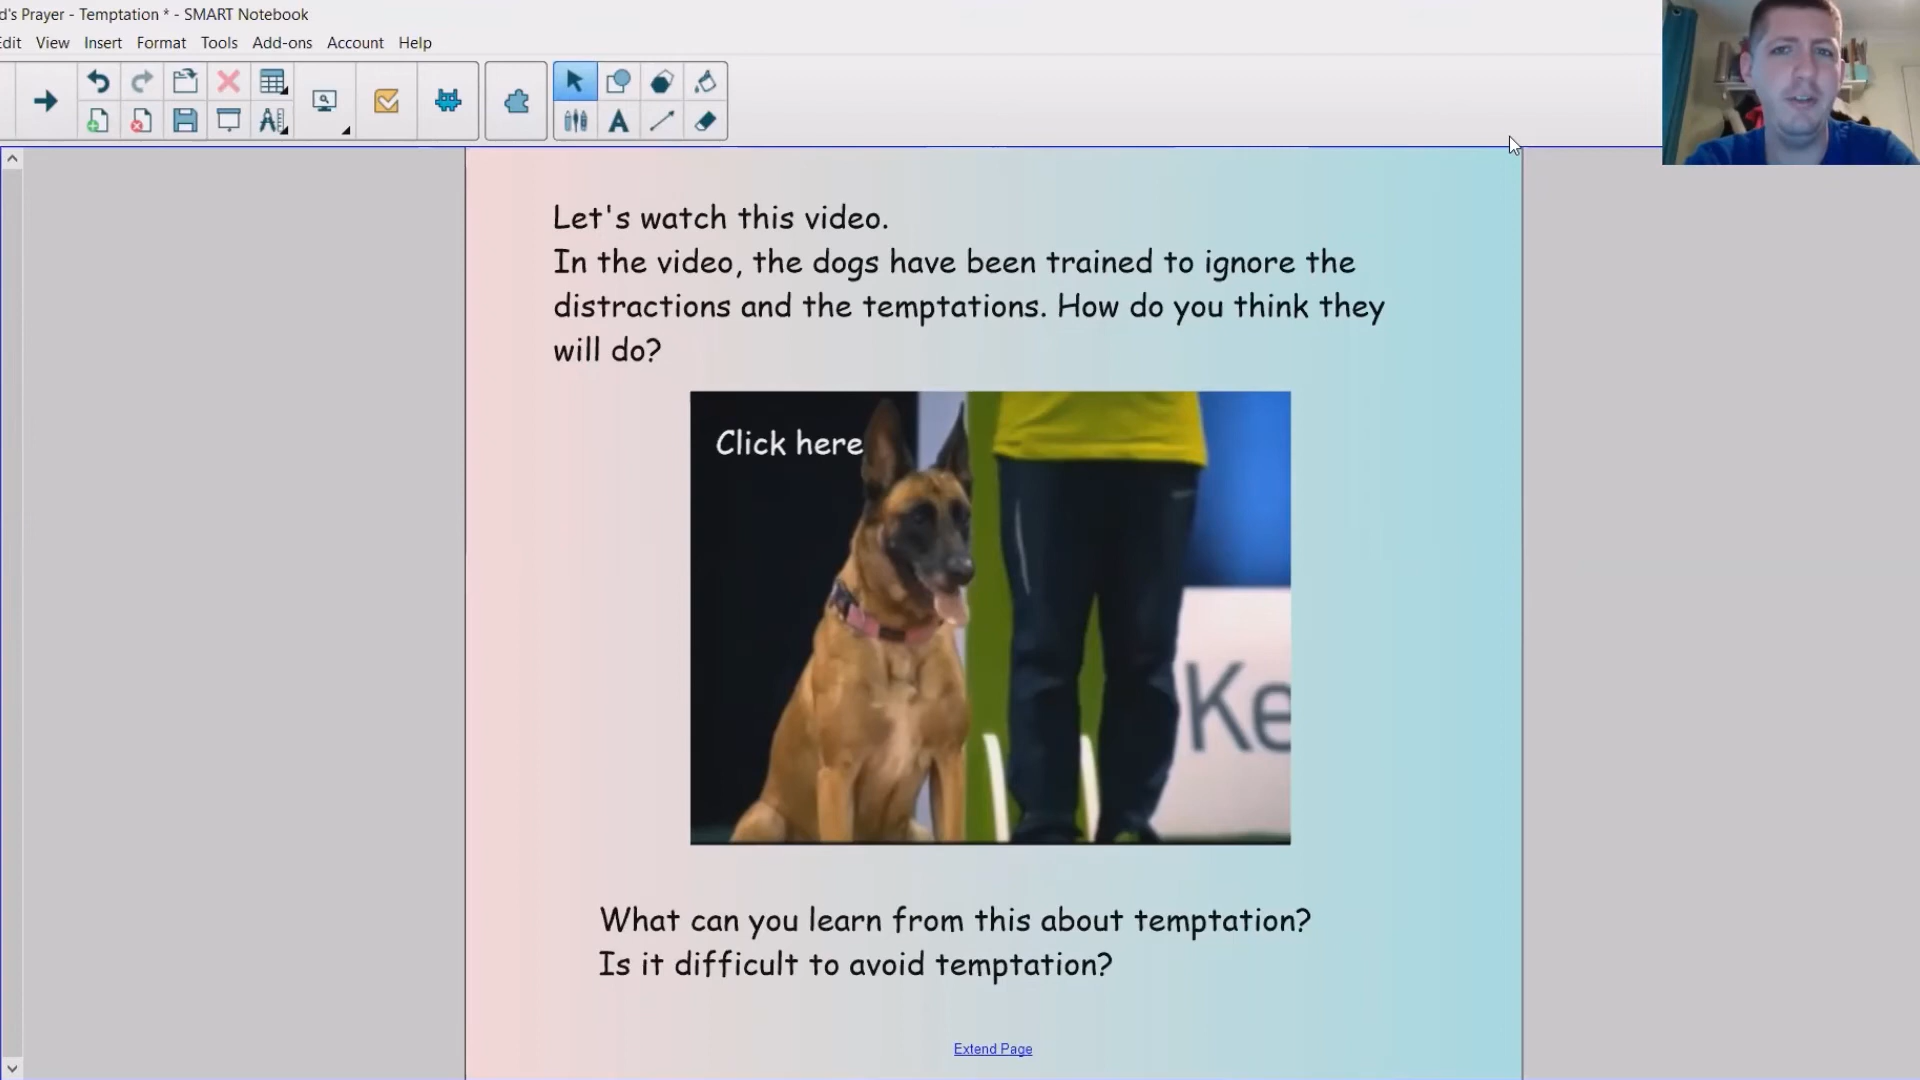 d's Prayer - Temptation * - SMART Notebook
Edit View Insert Format Tools Add-ons Account Help
Let's watch this video.
In the video, the dogs have been trained to ignore the
distractions and the temptations. How do you think they
will do?
Click here
Ke
What can you learn from this about temptation?
Is it difficult to avoid temptation?
Extend Page